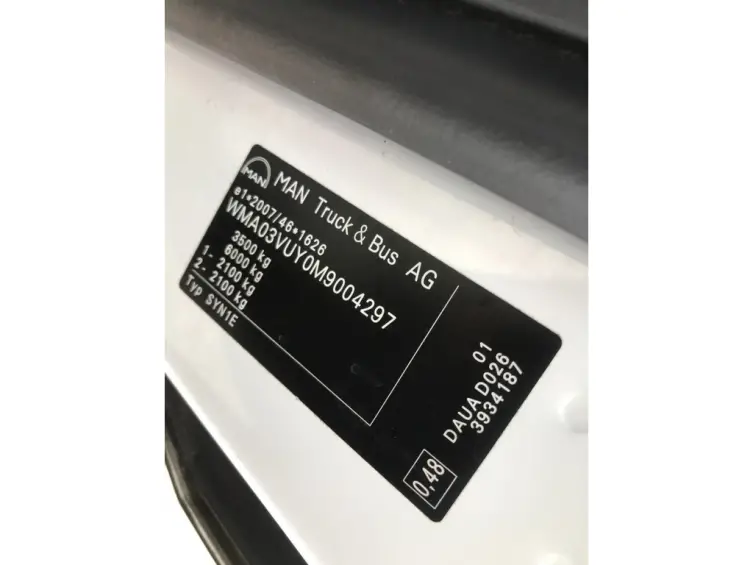 MAN
MAN Truck & Bus AG
e1*2007/46*1626
WMA03VUY0M9004297
3500 kg
6000 kg
1- 2100 kg
2- 2100 kg
Typ SYN1E
01
DAUA D026
3934187
0,48